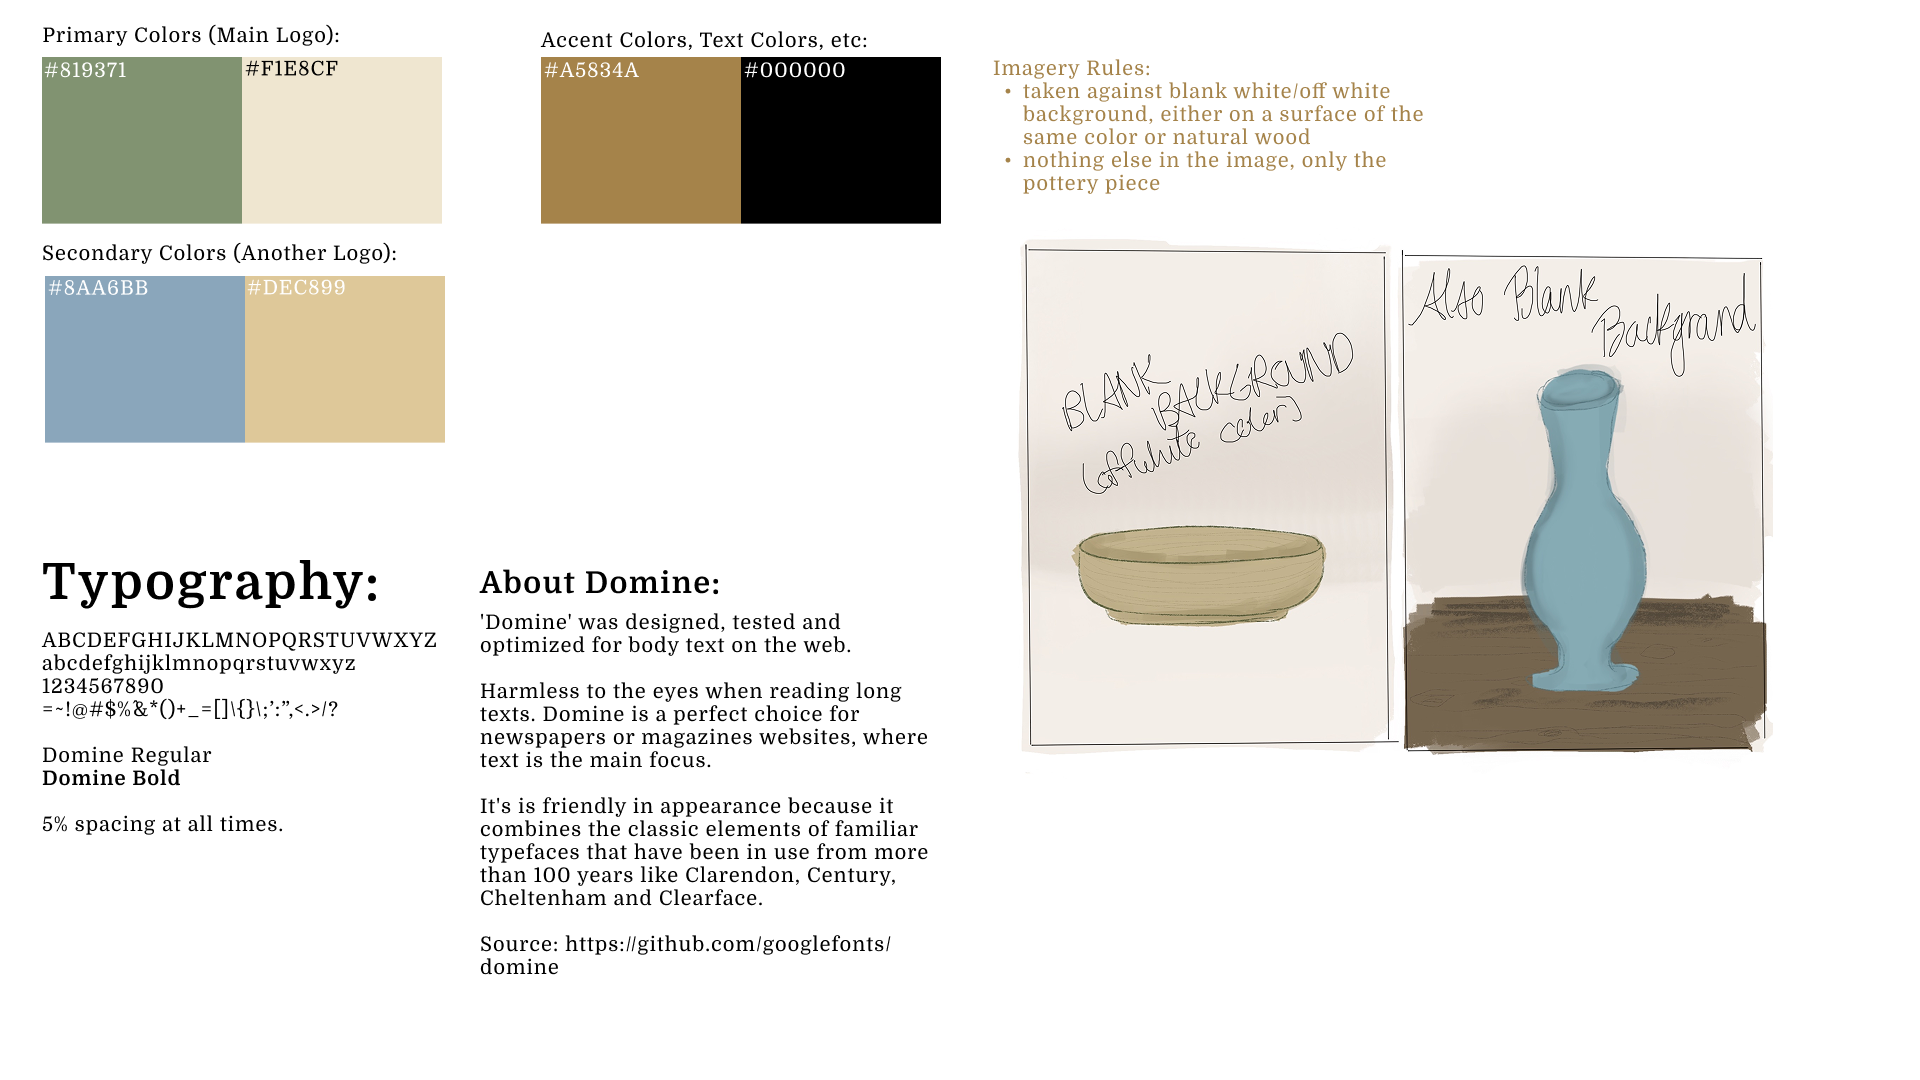 Primary Colors (Main Logo):
#819371
#F1E8CF
Accent Colors, Text Colors, etc:
#A5834A
#000000
Secondary Colors (Another Logo):
#8AA6BB
#DEC899
Imagery Rules:
• taken against blank white/off white
background, either on a surface of the
same color or natural wood
• nothing else in the image, only the
pottery piece
BLANK
BACKGROUND
(offwhite color)
Also Blank
Background
Typography:
ABCDEFGHIJKLMNOPQRSTUVWXYZ
abcdefghijklmnopqrstuvwxyz
1234567890
=~!@#$%&*()+_=[]\{}\;’:”,<.>/?
Domine Regular
Domine Bold
5% spacing at all times.
About Domine:
'Domine' was designed, tested and
optimized for body text on the web.
Harmless to the eyes when reading long
texts. Domine is a perfect choice for
newspapers or magazines websites, where
text is the main focus.
It's is friendly in appearance because it
combines the classic elements of familiar
typefaces that have been in use from more
than 100 years like Clarendon, Century,
Cheltenham and Clearface.
Source: https://github.com/googlefonts/
domine